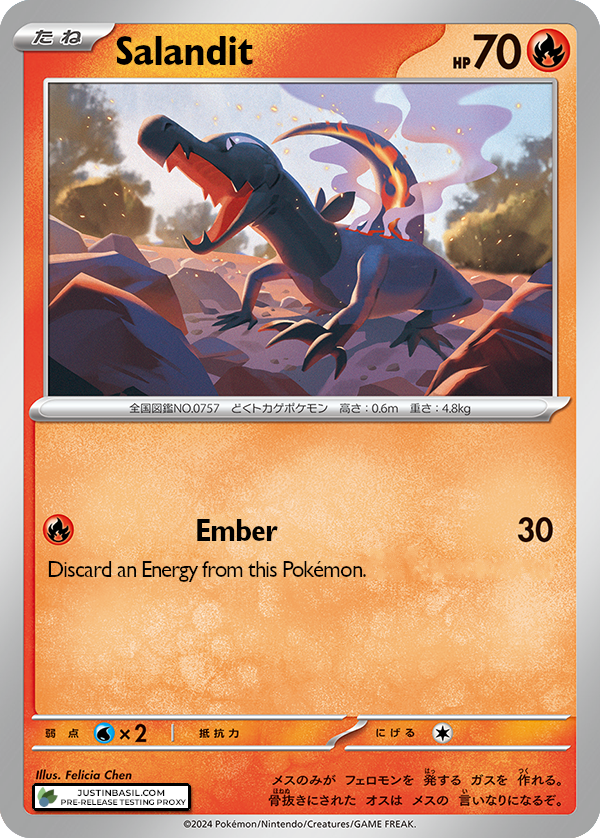 たね
Salandit
HP70
全国図鑑NO.0757 どくトカゲポケモン 高さ:0.6m 重さ:4.8kg
Ember 30
Discard an Energy from this Pokémon.
弱点 ×2 抵抗力 にげる
Illus. Felicia Chen
JUSTINBASIL.COM
PRE-RELEASE TESTING PROXY
メスのみが フェロモンを 発する ガスを 作れる。
骨抜きにされた オスは メスの 言いなりになるぞ。
©2024 Pokémon/Nintendo/Creatures/GAME FREAK.